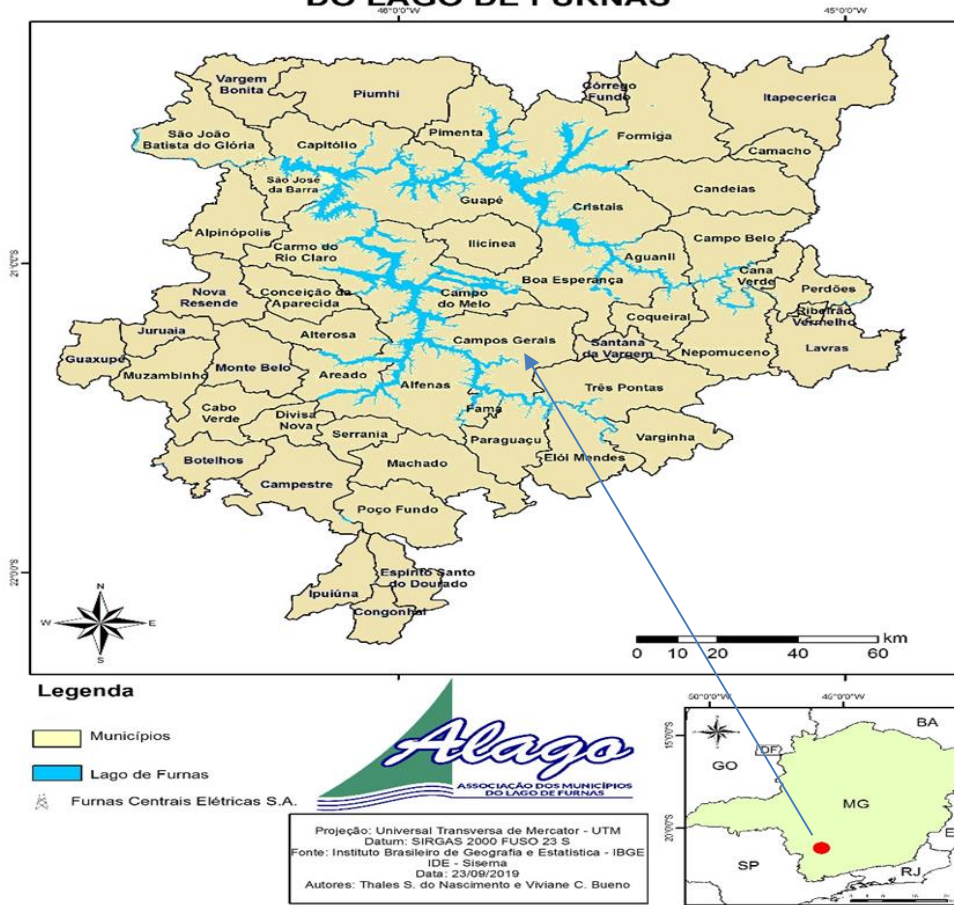 DO LAGO DE FURNAS
46°0'0"W
45°0'0"W
Vargem
Bonita
Piumhi
Córrego
Fundo
Itapecerica
São João
Batista do Glória
Capitólio
Pimenta
Formiga
Camacho
São José
da Barra
Guapé
Cristais
Candeias
Alpinópolis
Carmo do
Rio Claro
Ilicínea
Aguanil
Campo Belo
21°0'0"S
Nova
Resende
Conceição da
Aparecida
Campo
do Melo
Boa Esperança
Cana
Verde
Perdões
Coqueiral
Ribeirão
Vermelho
Juruaia
Alterosa
Campos Gerais
Santana
da Vargem
Nepomuceno
Lavras
Guaxupé
Muzambinho
Monte Belo
Areado
Alfenas
Três Pontas
Cabo
Verde
Divisa
Nova
Fama
Serrania
Paraguaçu
Varginha
Botelhos
Machado
Elói Mendes
Campestre
Poço Fundo
22°0'0"S
Espírito Santo
do Dourado
Ipuiúna
Congonhal
N
W
E
S
km
0 10 20 40 60
Legenda
Municípios
Lago de Furnas
Furnas Centrais Elétricas S.A.
Alago
ASSOCIAÇÃO DOS MUNICÍPIOS
DO LAGO DE FURNAS
Projeção: Universal Transversa de Mercator - UTM
Datum: SIRGAS 2000 FUSO 23 S
Fonte: Instituto Brasileiro de Geografia e Estatística - IBGE
IDE - Sisema
Data: 23/09/2019
Autores: Thales S. do Nascimento e Viviane C. Bueno
50°0'0"W
45°0'0"W
15°0'0"S
BA
DF
GO
MG
20°0'0"S
E
SP
RJ